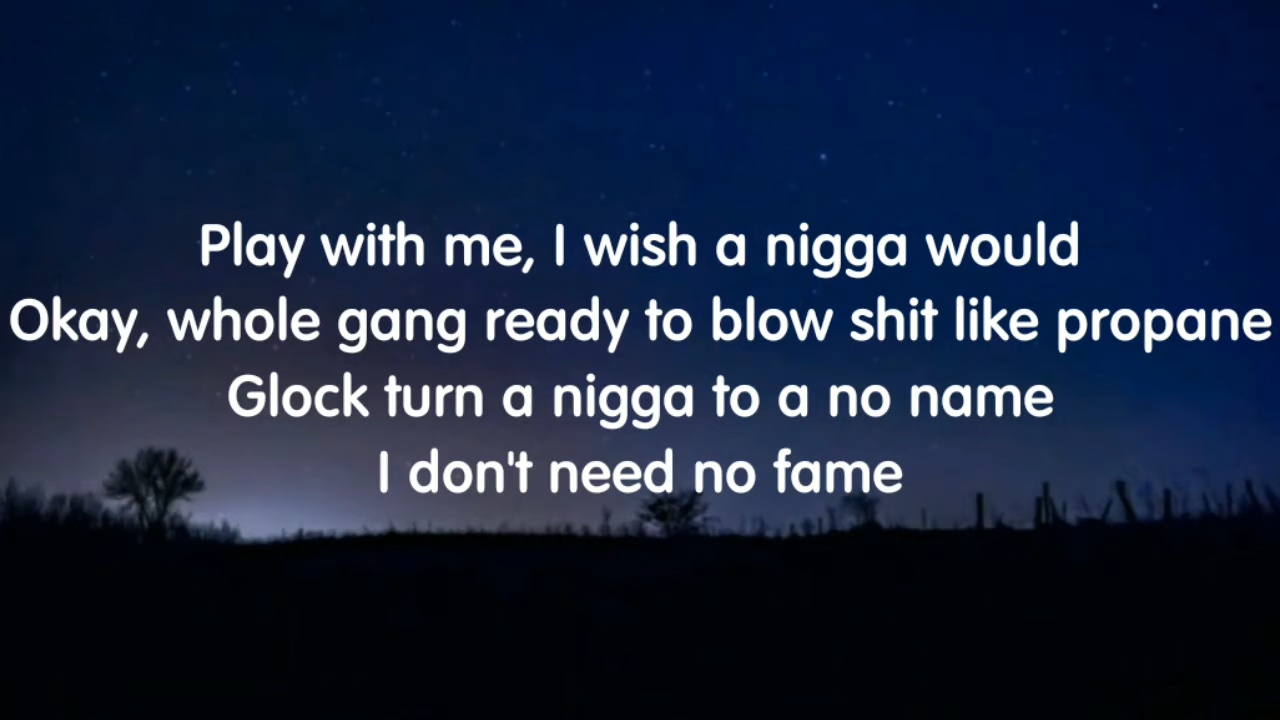 Play with me, I wish a nigga would
Okay, whole gang ready to blow shit like propane
Glock turn a nigga to a no name
I don't need no fame